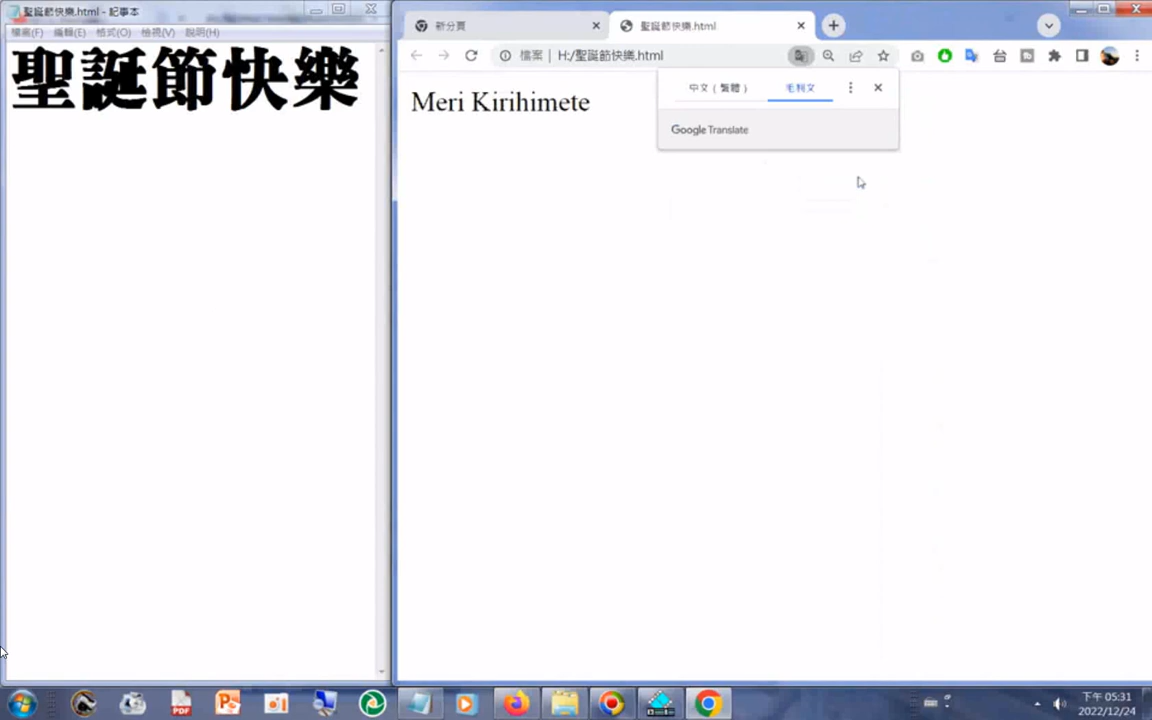 聖誕節快樂.html - 記事本
檔案(F) 編輯(E) 格式(O) 檢視(V) 說明(H)
聖誕節快樂
新分頁
聖誕節快樂.html
檔案 | H:/聖誕節快樂.html
中文（繁體） 毛利文
Google Translate
Meri Kirihimete
下午 05:31
2022/12/24